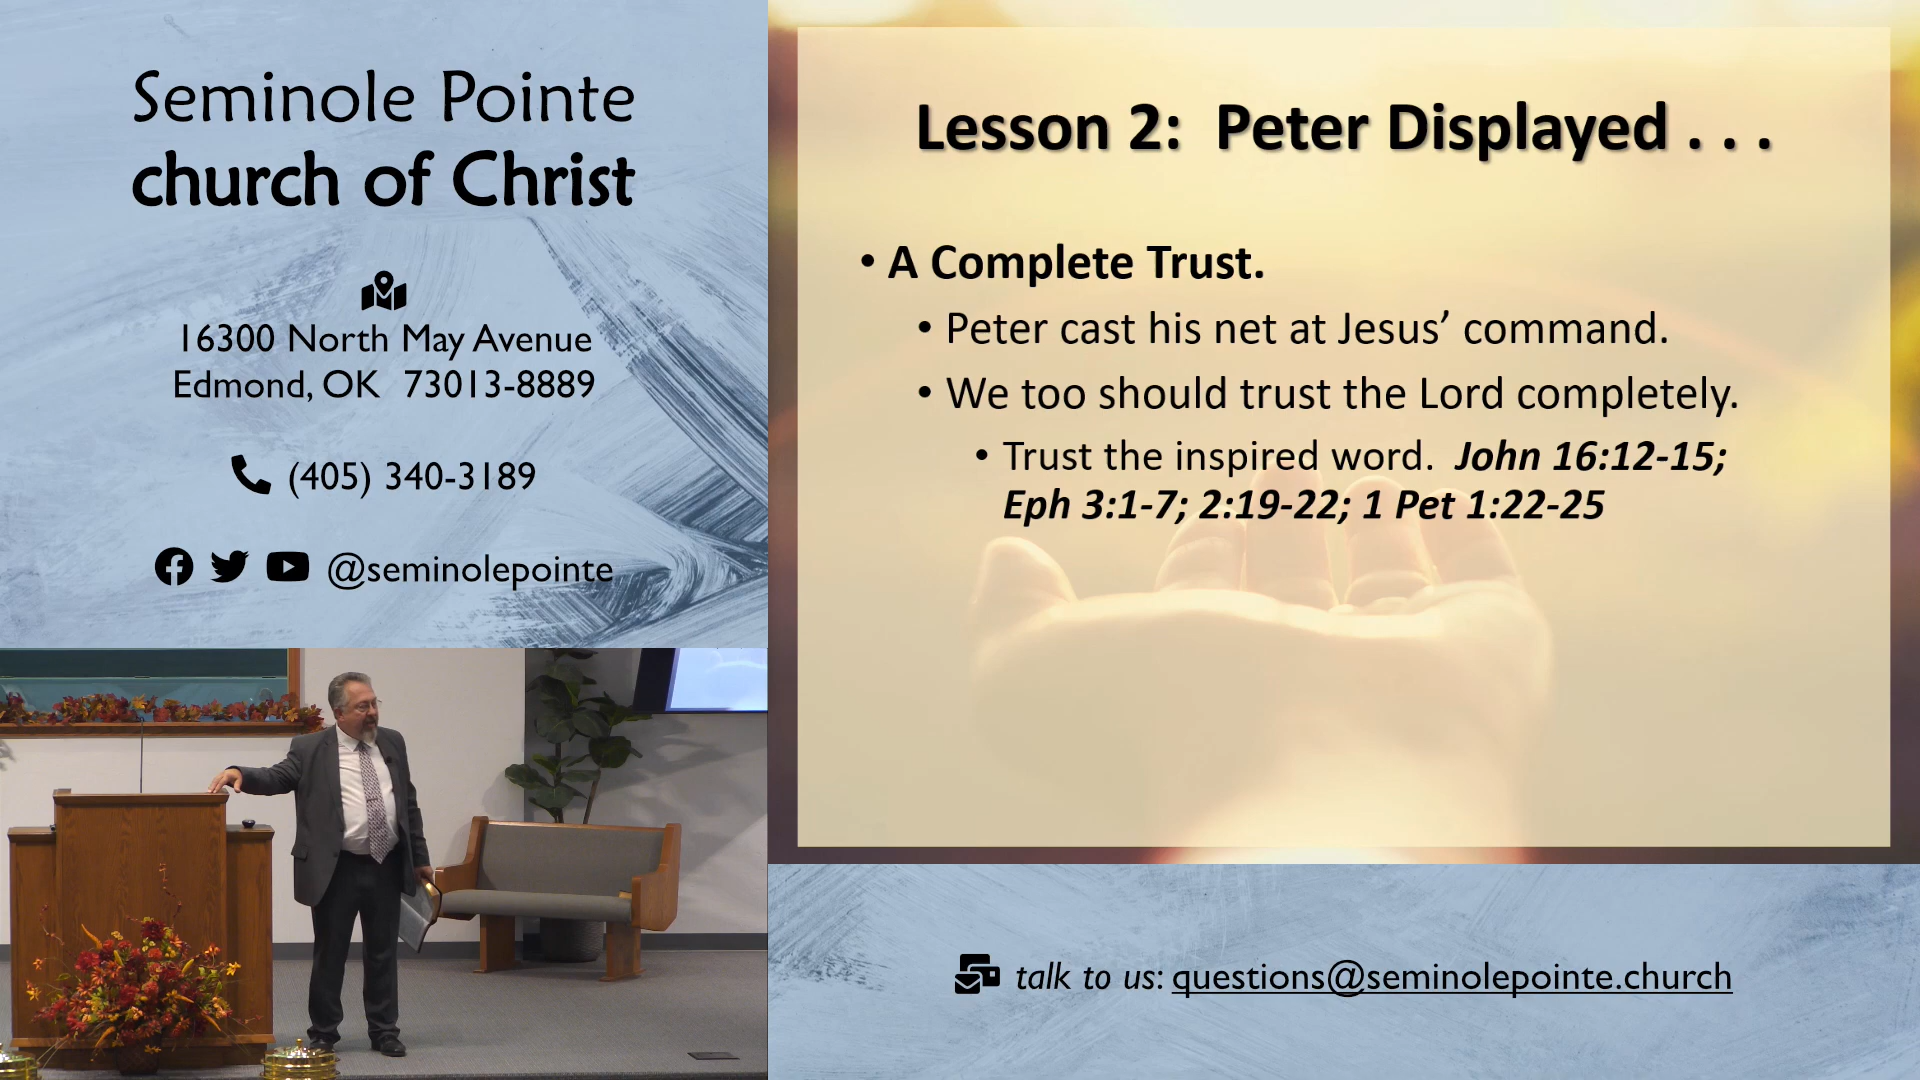 Seminole Pointe
church of Christ
16300 North May Avenue
Edmond, OK 73013-8889
(405) 340-3189
@seminolepointe
Lesson 2: Peter Displayed . . .
• A Complete Trust.
• Peter cast his net at Jesus’ command.
• We too should trust the Lord completely.
• Trust the inspired word. John 16:12-15;
Eph 3:1-7; 2:19-22; 1 Pet 1:22-25
talk to us: questions@seminolepointe.church